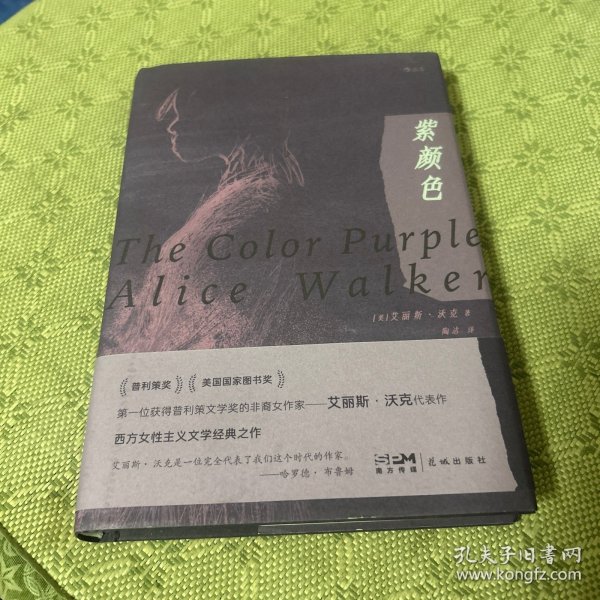 紫颜色
The Color Purple
Alice Walker
[美]艾丽斯·沃克 著
陶洁 译
普利策奖
美国国家图书奖
第一位获得普利策文学奖的非裔女作家——艾丽斯·沃克代表作
西方女性主义文学经典之作
艾丽斯·沃克是一位完全代表了我们这个时代的作家。
——哈罗德·布鲁姆
SPM
南方传媒
花城出版社
孔夫子旧书网
www.kongfz.com